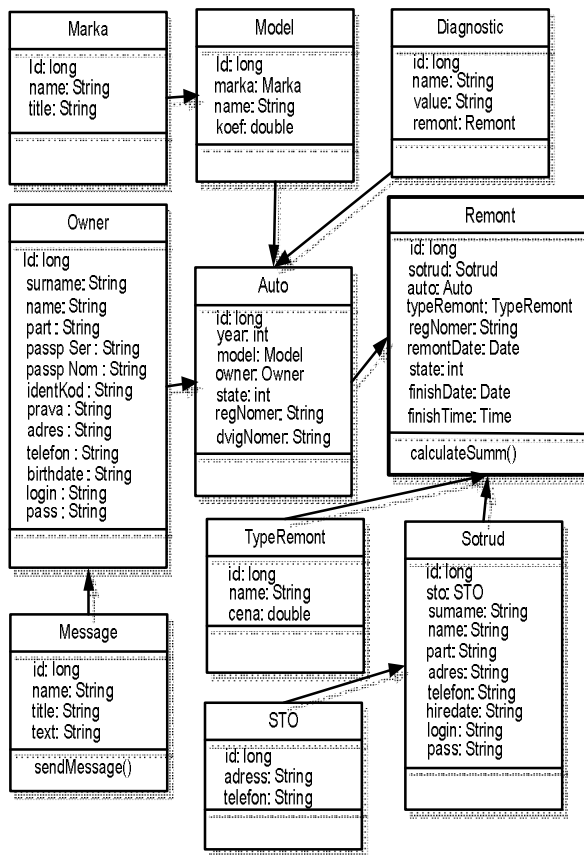 Marka
Id: long
name: String
title: String
Model
Id: long
marka: Marka
name: String
koef: double
Diagnostic
id: long
name: String
value: String
remont: Remont
Owner
Id: long
surname: String
name: String
part: String
passp Ser : String
passp Nom : String
identKod : String
prava : String
adres : String
telefon : String
birthdate : String
login : String
pass : String
Auto
id: long
year: int
model: Model
owner: Owner
state: int
regNomer: String
dvigNomer: String
Remont
id: long
sotrud: Sotrud
auto: Auto
typeRemont: TypeRemont
regNomer: String
remontDate: Date
state: int
finishDate: Date
finishTime: Time
calculateSumm()
TypeRemont
id: long
name: String
cena: double
Sotrud
id: long
sto: STO
surname: String
name: String
part: String
adres: String
telefon: String
hiredate: String
login: String
pass: String
Message
id: long
name: String
title: String
text: String
sendMessage()
STO
id: long
adress: String
telefon: String